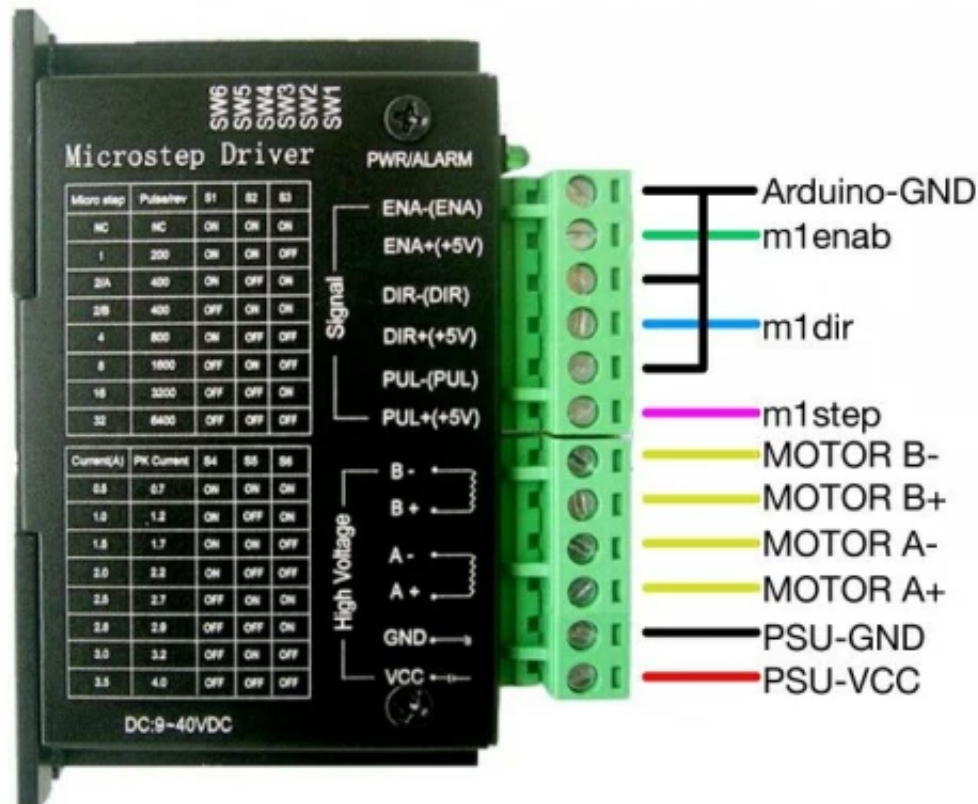 SW6
SW5
SW4
SW3
SW2
SW1
Microstep Driver
PWR/ALARM
Micro step Pulse/rev S1 S2 S3
NC NC ON ON ON
1 200 ON ON OFF
2/A 400 ON OFF ON
2/B 400 OFF ON ON
4 800 ON OFF OFF
8 1600 OFF ON OFF
16 3200 OFF OFF ON
32 6400 OFF OFF OFF
Signal
ENA-(ENA)
ENA+(+5V)
DIR-(DIR)
DIR+(+5V)
PUL-(PUL)
PUL+(+5V)
Current(A) PK Current S4 S5 S6
0.5 0.7 ON ON ON
1.0 1.2 ON OFF ON
1.5 1.7 ON ON OFF
2.0 2.2 ON OFF OFF
2.5 2.7 OFF ON ON
2.8 2.9 OFF OFF ON
3.0 3.2 OFF ON OFF
3.5 4.0 OFF OFF OFF
High Voltage
B -
B +
A -
A +
GND
VCC
DC:9~40VDC
Arduino-GND
m1enab
m1dir
m1step
MOTOR B-
MOTOR B+
MOTOR A-
MOTOR A+
PSU-GND
PSU-VCC